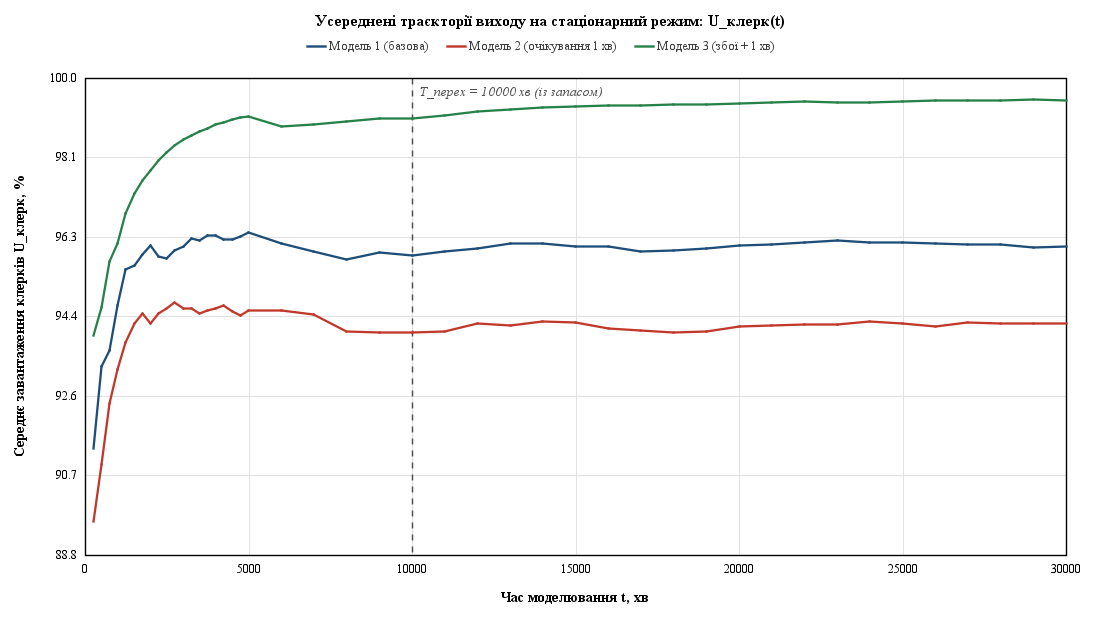 Усереднені траєкторії виходу на стаціонарний режим: U_клерк(t)
Модель 1 (базова) Модель 2 (очікування 1 хв) Модель 3 (збої + 1 хв)
T_перех = 10000 хв (із запасом)
Середнє завантаження клерків U_клерк, %
100.0
98.1
96.3
94.4
92.6
90.7
88.8
0 5000 10000 15000 20000 25000 30000
Час моделювання t, хв